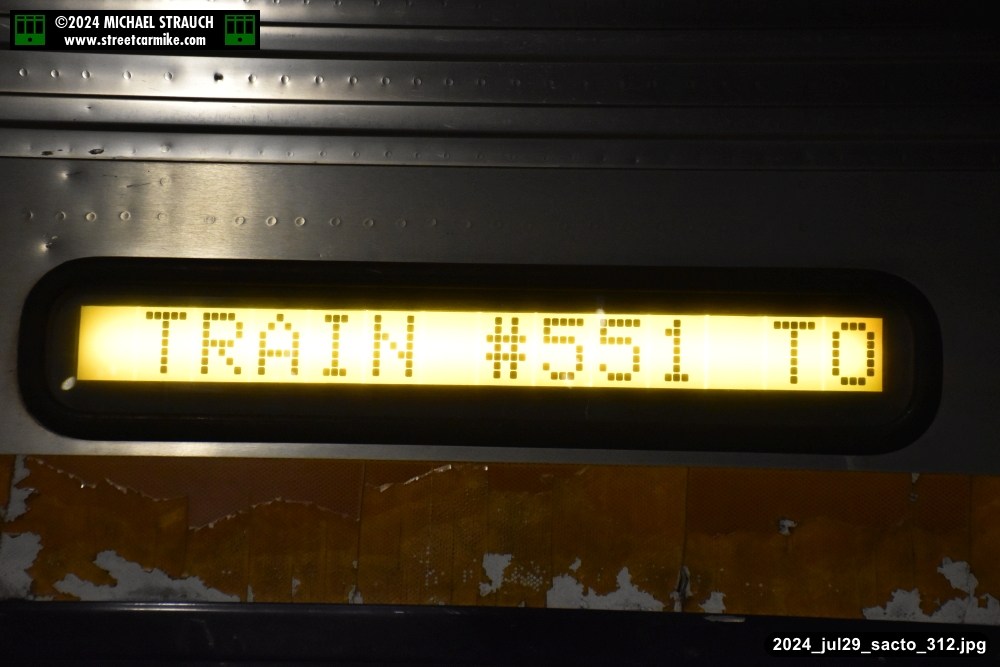 ©2024 MICHAEL STRAUCH
www.streetcarmike.com
TRAIN #551 TO
2024_jul29_sacto_312.jpg